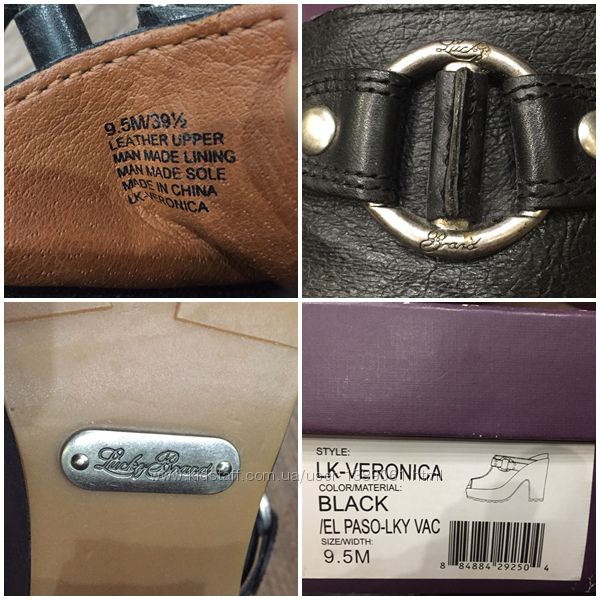 9.5M/39½
LEATHER UPPER
MAN MADE LINING
MAN MADE SOLE
MADE IN CHINA
LK-VERONICA
Lucky
Brand
Lucky Brand
STYLE:
LK-VERONICA
COLOR/MATERIAL:
BLACK
/EL PASO-LKY VAC
SIZE/WIDTH:
9.5M
8 84884 29250 4